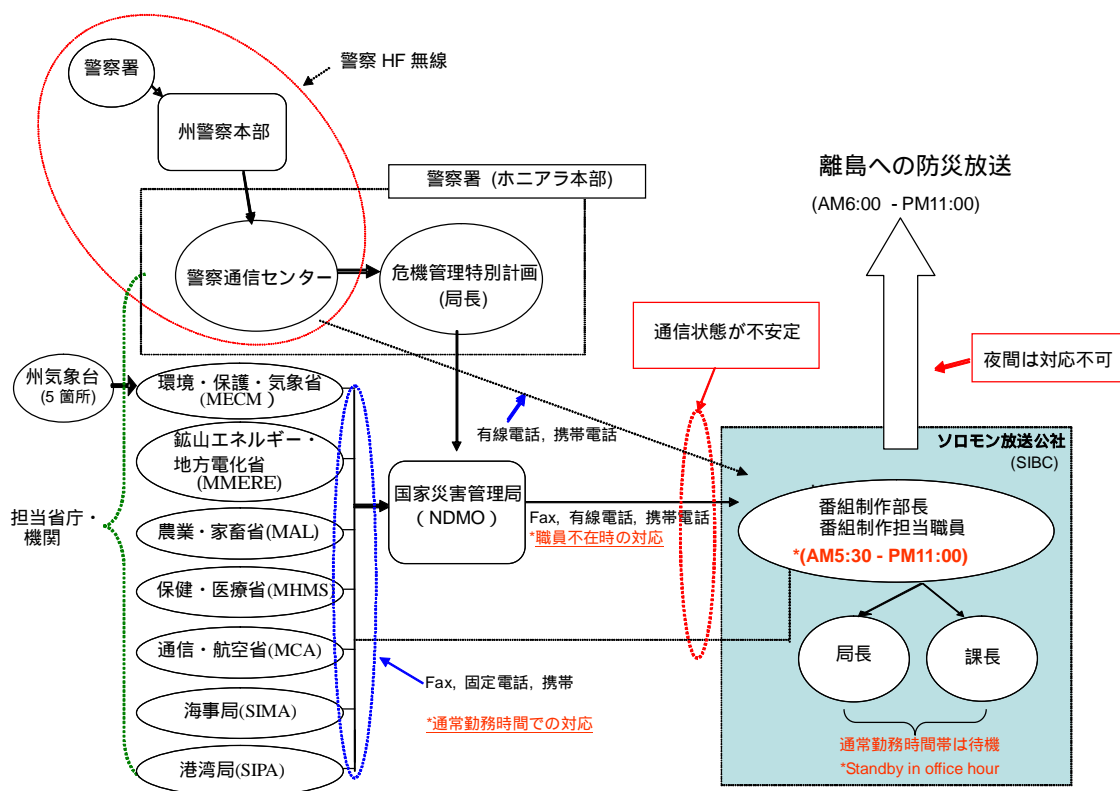 警察署
警察 HF 無線
州警察本部
警察署 (ホニアラ本部)
離島への防災放送
(AM6:00 - PM11:00)
警察通信センター
危機管理特別計画
(局長)
通信状態が不安定
夜間は対応不可
州気象台
(5 箇所)
環境・保護・気象省
(MECM )
有線電話, 携帯電話
鉱山エネルギー・
地方電化省
(MMERE)
ソロモン放送公社
(SIBC)
国家災害管理局
( NDMO)
番組制作部長
番組制作担当職員
*(AM5:30 - PM11:00)
Fax, 有線電話, 携帯電話
*職員不在時の対応
担当省庁・
機関
農業・家畜省(MAL)
保健・医療省(MHMS
通信・航空省(MCA)
局長
課長
Fax, 固定電話, 携帯
*通常勤務時間での対応
海事局(SIMA)
港湾局(SIPA)
通常勤務時間帯は待機
*Standby in office hour